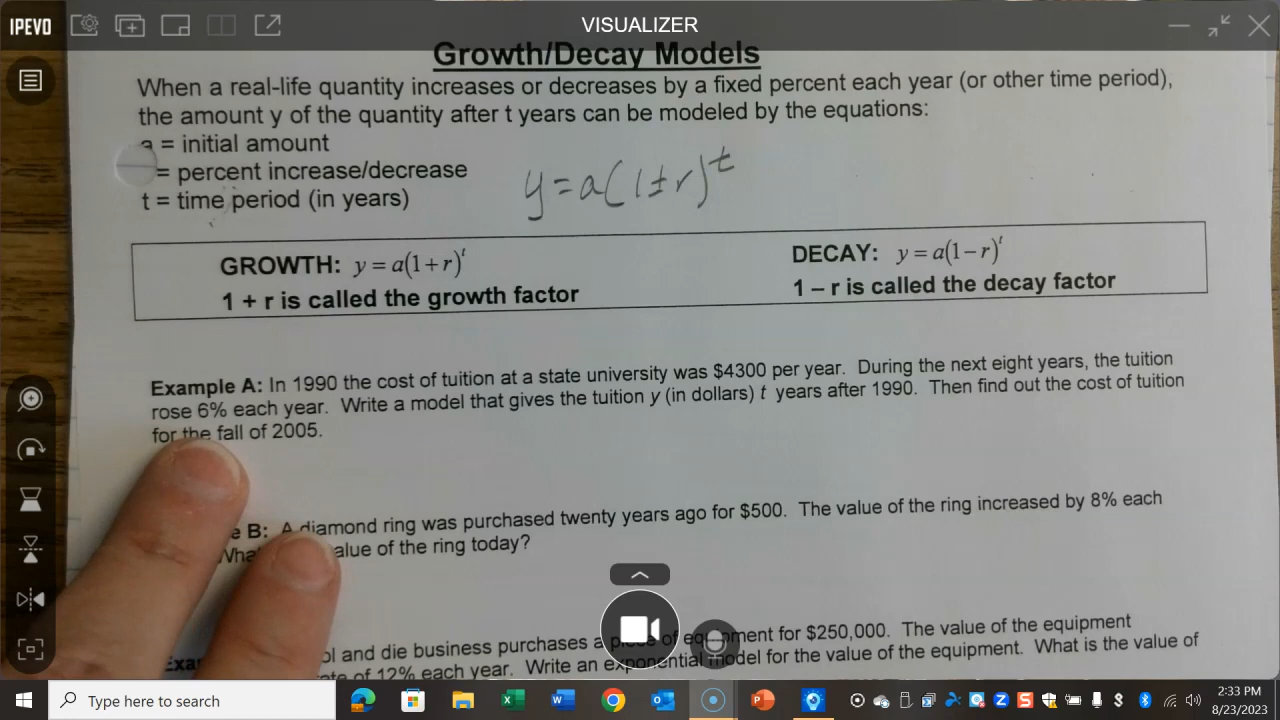 IPEVO
VISUALIZER
Growth/Decay Models
When a real-life quantity increases or decreases by a fixed percent each year (or other time period),
the amount y of the quantity after t years can be modeled by the equations:
a = initial amount
= percent increase/decrease
t = time period (in years)
y=a(1±r)^t
GROWTH: y = a(1+r)^t
1 + r is called the growth factor
DECAY: y = a(1−r)^t
1 – r is called the decay factor
Example A: In 1990 the cost of tuition at a state university was $4300 per year. During the next eight years, the tuition
rose 6% each year. Write a model that gives the tuition y (in dollars) t years after 1990. Then find out the cost of tuition
for the fall of 2005.
B: A diamond ring was purchased twenty years ago for $500. The value of the ring increased by 8% each
of the ring today?
and die business purchases a piece of equipment for $250,000. The value of the equipment
of 12% each year. Write an exponential model for the value of the equipment. What is the value of
Type here to search
2:33 PM
8/23/2023